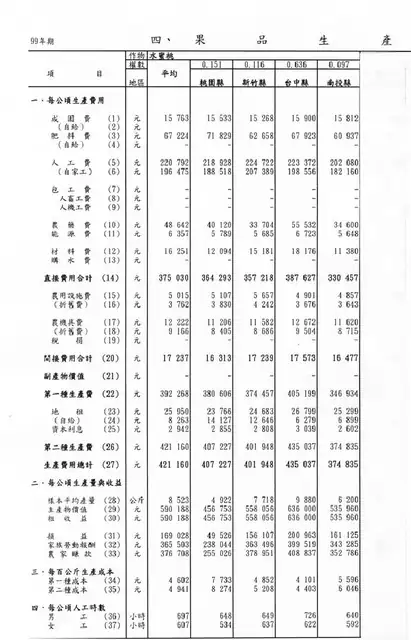 99年期 四、果品生產
作物 水蜜桃
權數 0.151 0.116 0.636 0.097
項 目 平均 桃園縣 新竹縣 台中縣 南投縣
地區
一．每公頃生產費用
成園費 (1) 元 15 763 15 533 15 268 15 900 15 812
(自給) (2) 元 - - - - -
肥料費 (3) 元 67 224 71 829 62 658 67 923 60 937
(自給) (4) 元 - - - - -
人工費 (5) 元 220 792 218 928 224 722 223 372 202 080
(自家工) (6) 元 196 475 188 518 207 389 198 556 182 160
包工費 (7) 元 - - - - -
人畜工費 (8) 元 - - - - -
人機工費 (9) 元 - - - - -
農藥費 (10) 元 48 642 40 120 33 704 55 532 34 600
能源費 (11) 元 6 357 5 789 5 685 6 723 5 648
材料費 (12) 元 16 251 12 094 15 181 18 176 11 380
購水費 (13) 元 - - - - -
直接費用合計 (14) 元 375 030 364 293 357 218 387 627 330 457
農用設施費 (15) 元 5 015 5 107 5 657 4 901 4 857
(折舊費) (16) 元 3 762 3 830 4 242 3 676 3 643
農機具費 (17) 元 12 222 11 206 11 582 12 672 11 620
(折舊費) (18) 元 9 166 8 405 8 686 9 504 8 715
稅捐 (19) 元 - - - - -
間接費用合計 (20) 元 17 237 16 313 17 239 17 573 16 477
副產物價值 (21) 元 - - - - -
第一種生產費 (22) 元 392 268 380 606 374 457 405 199 346 934
地租 (23) 元 25 950 23 766 24 683 26 799 25 299
(自給) (24) 元 8 263 14 127 12 646 6 279 6 899
資本利息 (25) 元 2 942 2 855 2 808 3 039 2 602
第二種生產費 (26) 元 421 160 407 227 401 948 435 037 374 835
生產費用總計 (27) 元 421 160 407 227 401 948 435 037 374 835
二．每公頃生產量與收益
樣本平均產量 (28) 公斤 8 523 4 922 7 718 9 880 6 200
主產物價值 (29) 元 590 188 456 753 558 056 636 000 535 960
粗收益 (30) 元 590 188 456 753 558 056 636 000 535 960
損益 (31) 元 169 028 49 526 156 107 200 963 161 125
家族勞動報酬 (32) 元 365 503 238 044 363 496 399 519 343 285
農家賺款 (33) 元 376 708 255 026 378 951 408 837 352 786
三．每百公斤生產成本
第一種成本 (34) 元 4 602 7 733 4 852 4 101 5 596
第二種成本 (35) 元 4 941 8 274 5 208 4 403 6 046
四．每公頃人工時數
男工 (36) 小時 697 648 649 726 640
女工 (37) 小時 607 534 637 622 592